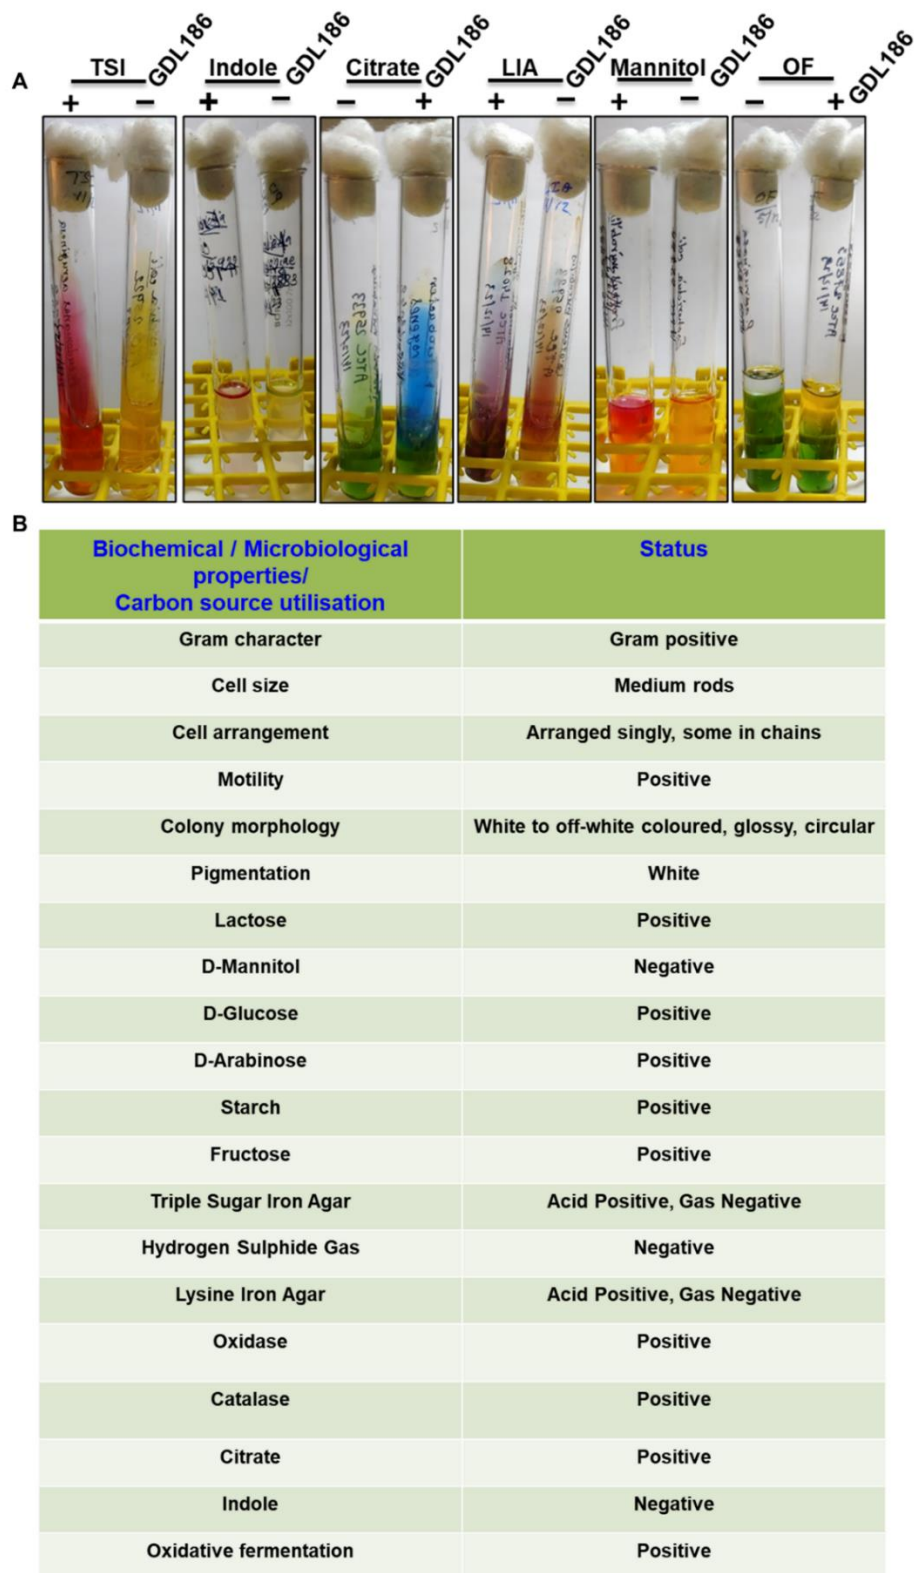 A
TSI GDL186
Indole GDL186
Citrate GDL186
LIA GDL186
Mannitol GDL186
OF GDL186
+ −
+ −
− +
+ −
+ −
− +
ATCC 35993
B
Biochemical / Microbiological
properties/
Carbon source utilisation
Status
Gram character Gram positive
Cell size Medium rods
Cell arrangement Arranged singly, some in chains
Motility Positive
Colony morphology White to off-white coloured, glossy, circular
Pigmentation White
Lactose Positive
D-Mannitol Negative
D-Glucose Positive
D-Arabinose Positive
Starch Positive
Fructose Positive
Triple Sugar Iron Agar Acid Positive, Gas Negative
Hydrogen Sulphide Gas Negative
Lysine Iron Agar Acid Positive, Gas Negative
Oxidase Positive
Catalase Positive
Citrate Positive
Indole Negative
Oxidative fermentation Positive